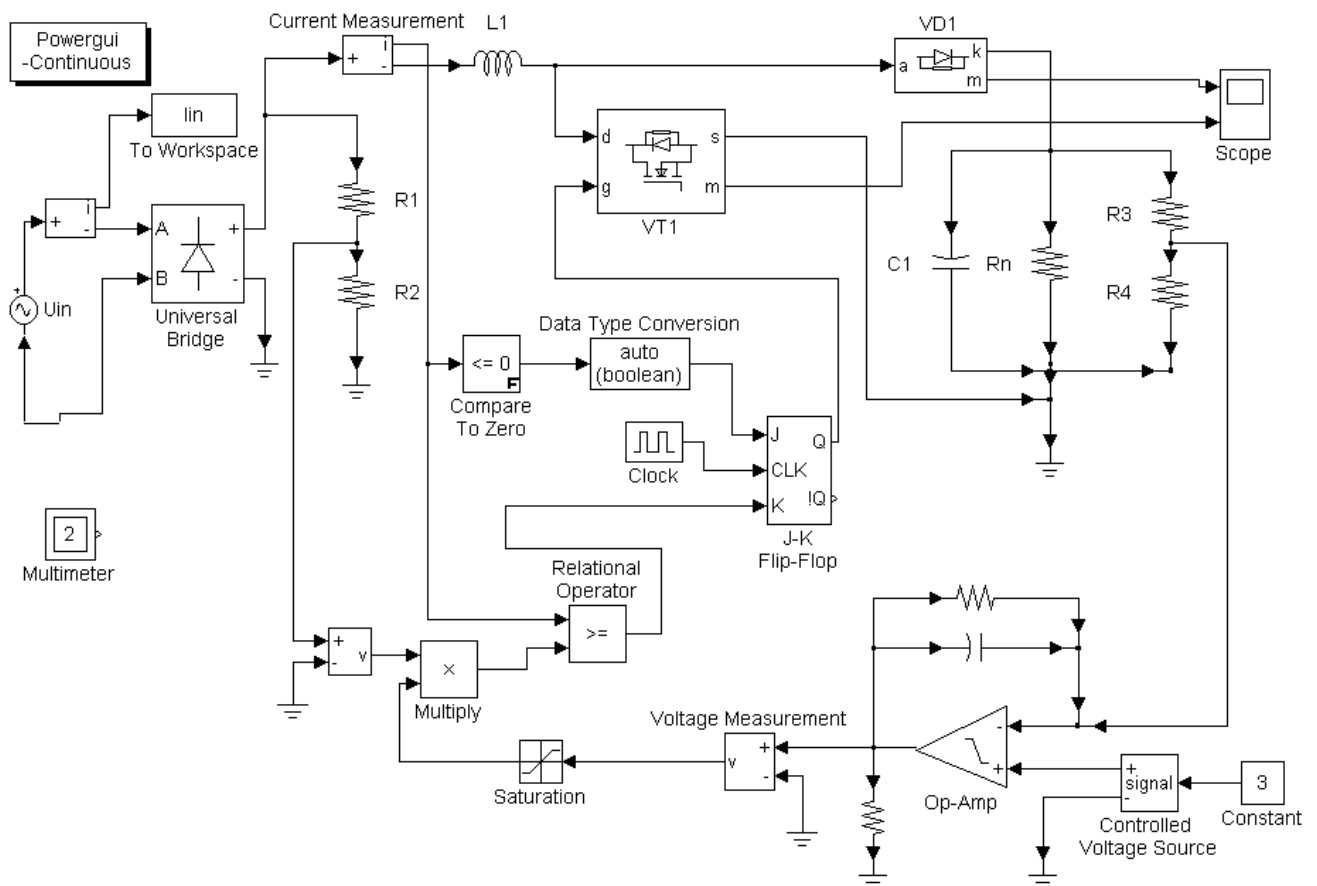 Powergui
-Continuous
Current Measurement
+
i
-
L1
VD1
a
k
m
Iin
To Workspace
+
i
-
A
B
+
-
Universal
Bridge
+
Uin
R1
R2
d
g
s
m
VT1
Scope
C1
Rn
R3
R4
<= 0
F
Compare
To Zero
Data Type Conversion
auto
(boolean)
Clock
J
CLK
K
Q
!Q
J-K
Flip-Flop
2
Multimeter
Relational
Operator
>=
+
-
v
×
Multiply
Saturation
Voltage Measurement
v
+
-
-
+
Op-Amp
+
signal
-
Controlled
Voltage Source
3
Constant